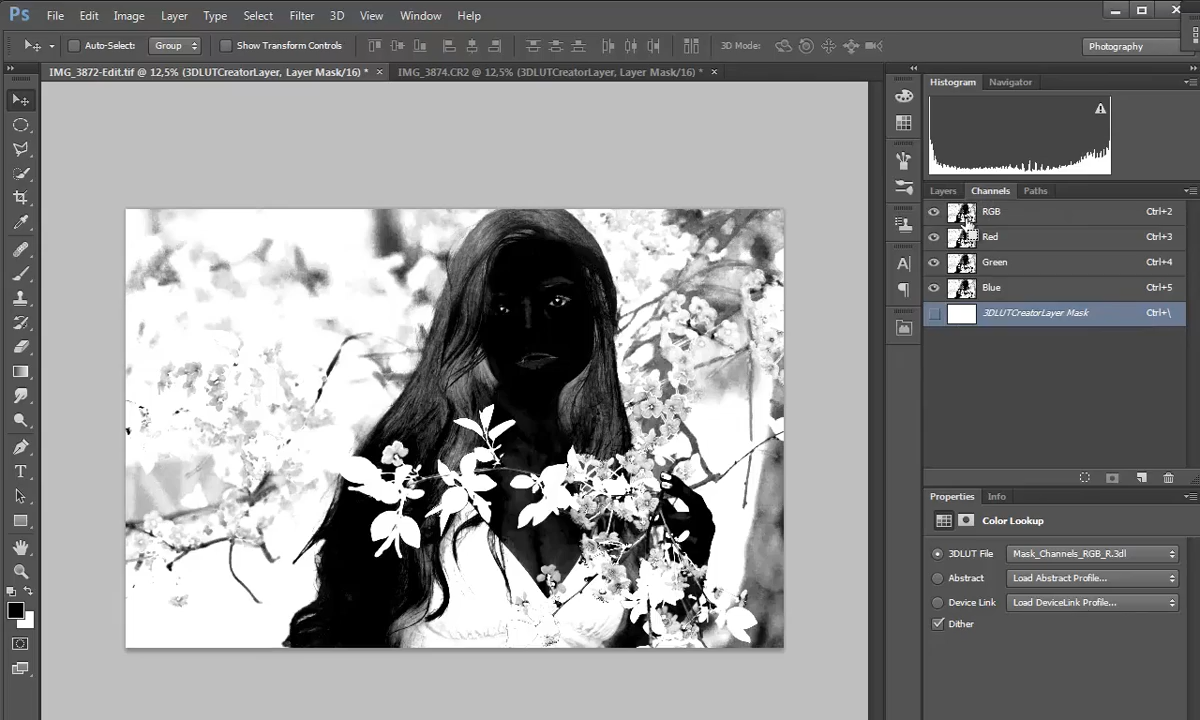 Ps File Edit Image Layer Type Select Filter 3D View Window Help
Auto-Select: Group Show Transform Controls 3D Mode: Photography
IMG_3872-Edit.tif @ 12,5% (3DLUTCreatorLayer, Layer Mask/16) * × IMG_3874.CR2 @ 12,5% (3DLUTCreatorLayer, Layer Mask/16) * ×
Histogram Navigator
Layers Channels Paths
RGB Ctrl+2
Red Ctrl+3
Green Ctrl+4
Blue Ctrl+5
3DLUTCreatorLayer Mask Ctrl+\
Properties Info
Color Lookup
3DLUT File Mask_Channels_RGB_R.3dl
Abstract Load Abstract Profile...
Device Link Load DeviceLink Profile...
Dither